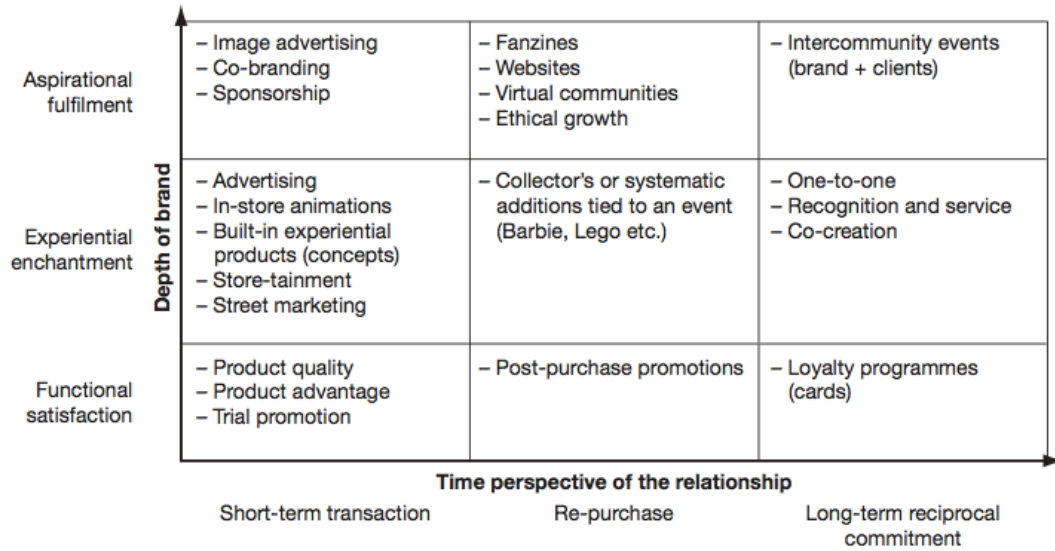 Aspirational
fulfilment
– Image advertising
– Co-branding
– Sponsorship
– Fanzines
– Websites
– Virtual communities
– Ethical growth
– Intercommunity events
(brand + clients)
Depth of brand
Experiential
enchantment
– Advertising
– In-store animations
– Built-in experiential
products (concepts)
– Store-tainment
– Street marketing
– Collector's or systematic
additions tied to an event
(Barbie, Lego etc.)
– One-to-one
– Recognition and service
– Co-creation
Functional
satisfaction
– Product quality
– Product advantage
– Trial promotion
– Post-purchase promotions
– Loyalty programmes
(cards)
Time perspective of the relationship
Short-term transaction
Re-purchase
Long-term reciprocal
commitment